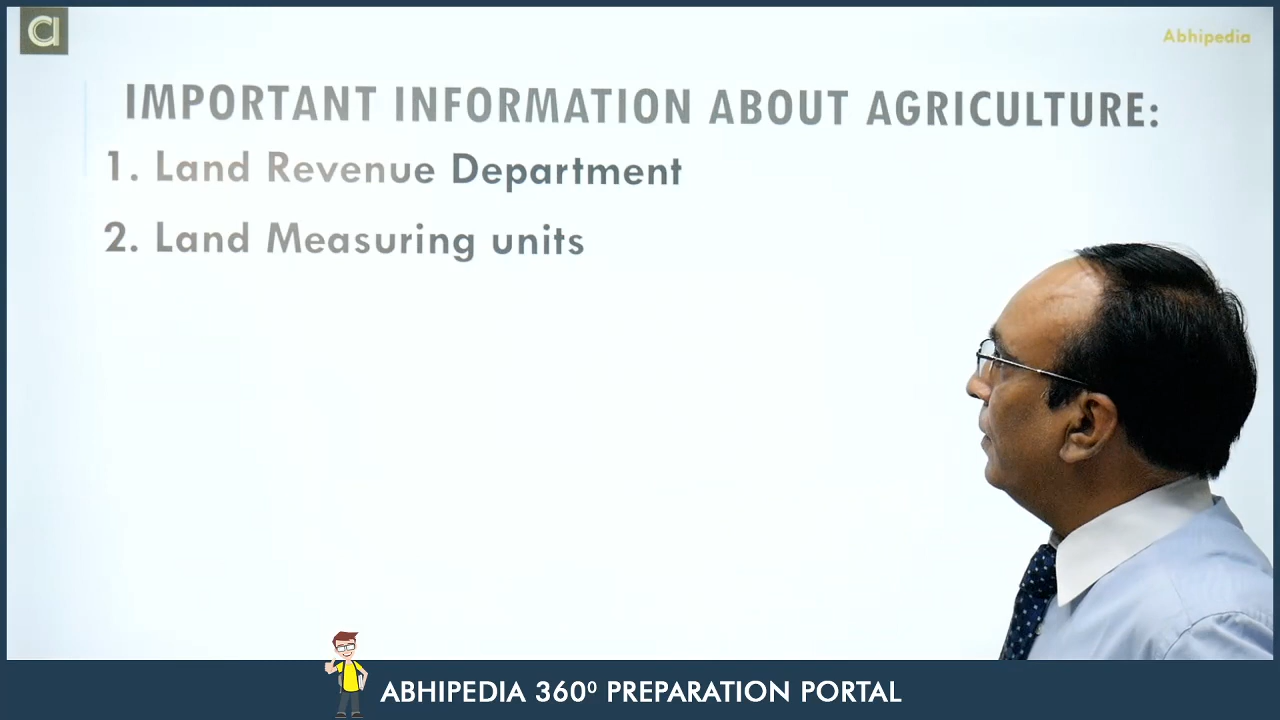 a
Abhipedia
IMPORTANT INFORMATION ABOUT AGRICULTURE:
1. Land Revenue Department
2. Land Measuring units
ABHIPEDIA 360⁰ PREPARATION PORTAL